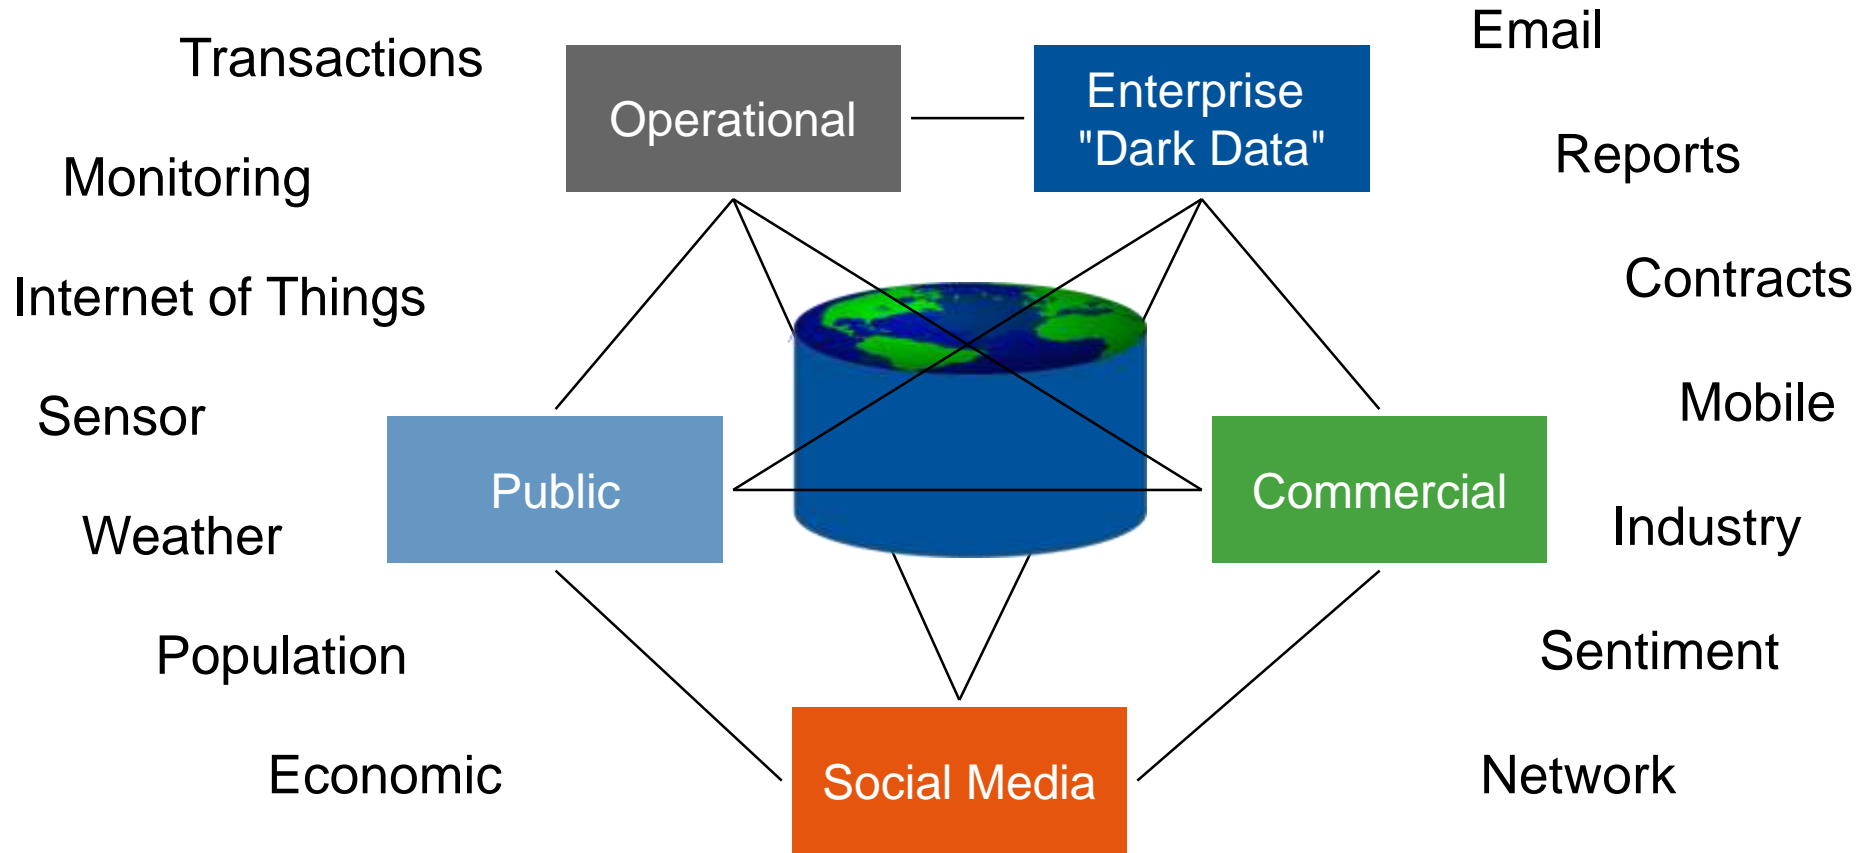 Transactions
Monitoring
Internet of Things
Sensor
Weather
Population
Economic
Operational
Enterprise
"Dark Data"
Public
Commercial
Social Media
Email
Reports
Contracts
Mobile
Industry
Sentiment
Network